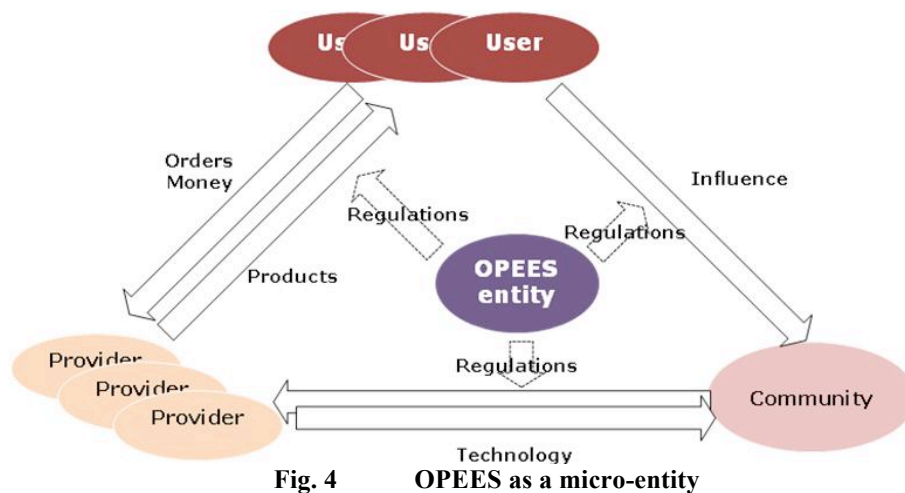 Us Us User
Orders
Money
Influence
Regulations
Regulations
Products
OPEES
entity
Provider
Provider
Provider
Regulations
Community
Technology
Fig. 4 OPEES as a micro-entity